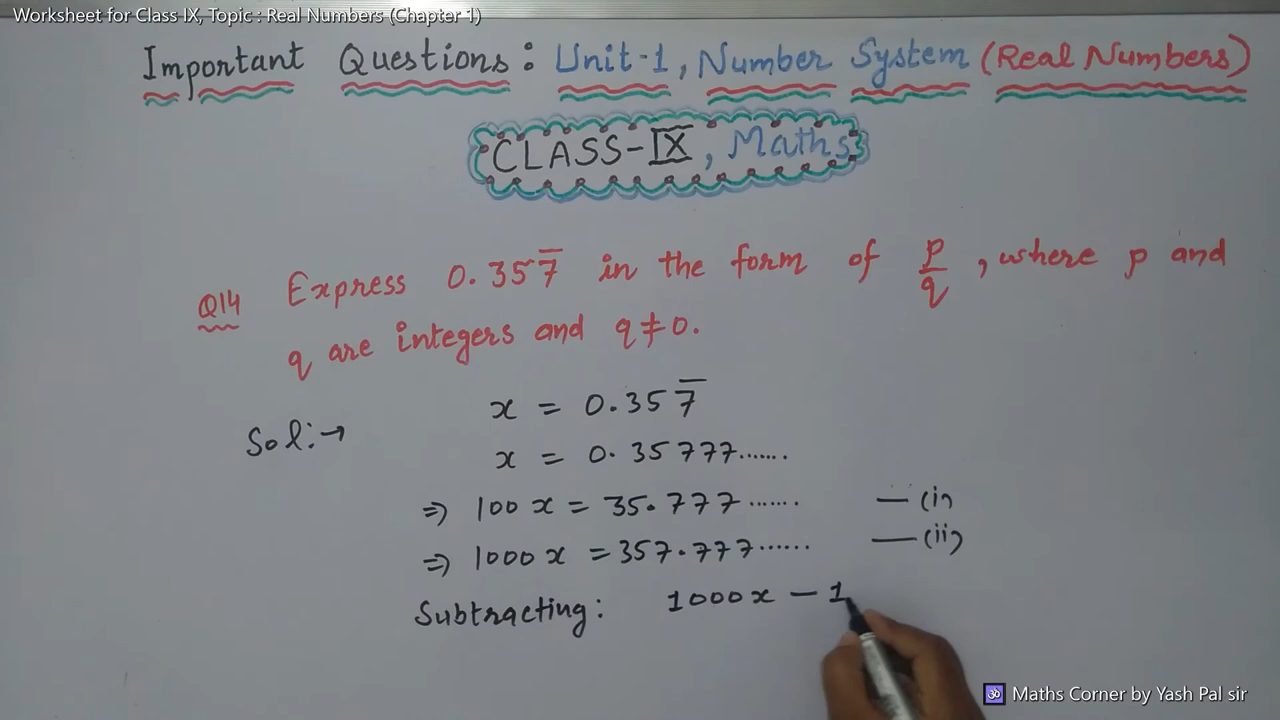 Worksheet for Class IX, Topic : Real Numbers (Chapter 1)
Important Questions: Unit-1, Number System (Real Numbers)
CLASS-IX, Maths
Q14 Express 0.357̅ in the form of p/q, where p and
q are integers and q≠0.
Sol:→ x = 0.357̅
x = 0.35777......
⇒ 100x = 35.777...... —(i)
⇒ 1000x = 357.777...... —(ii)
Subtracting: 1000x – 1
ॐ Maths Corner by Yash Pal sir